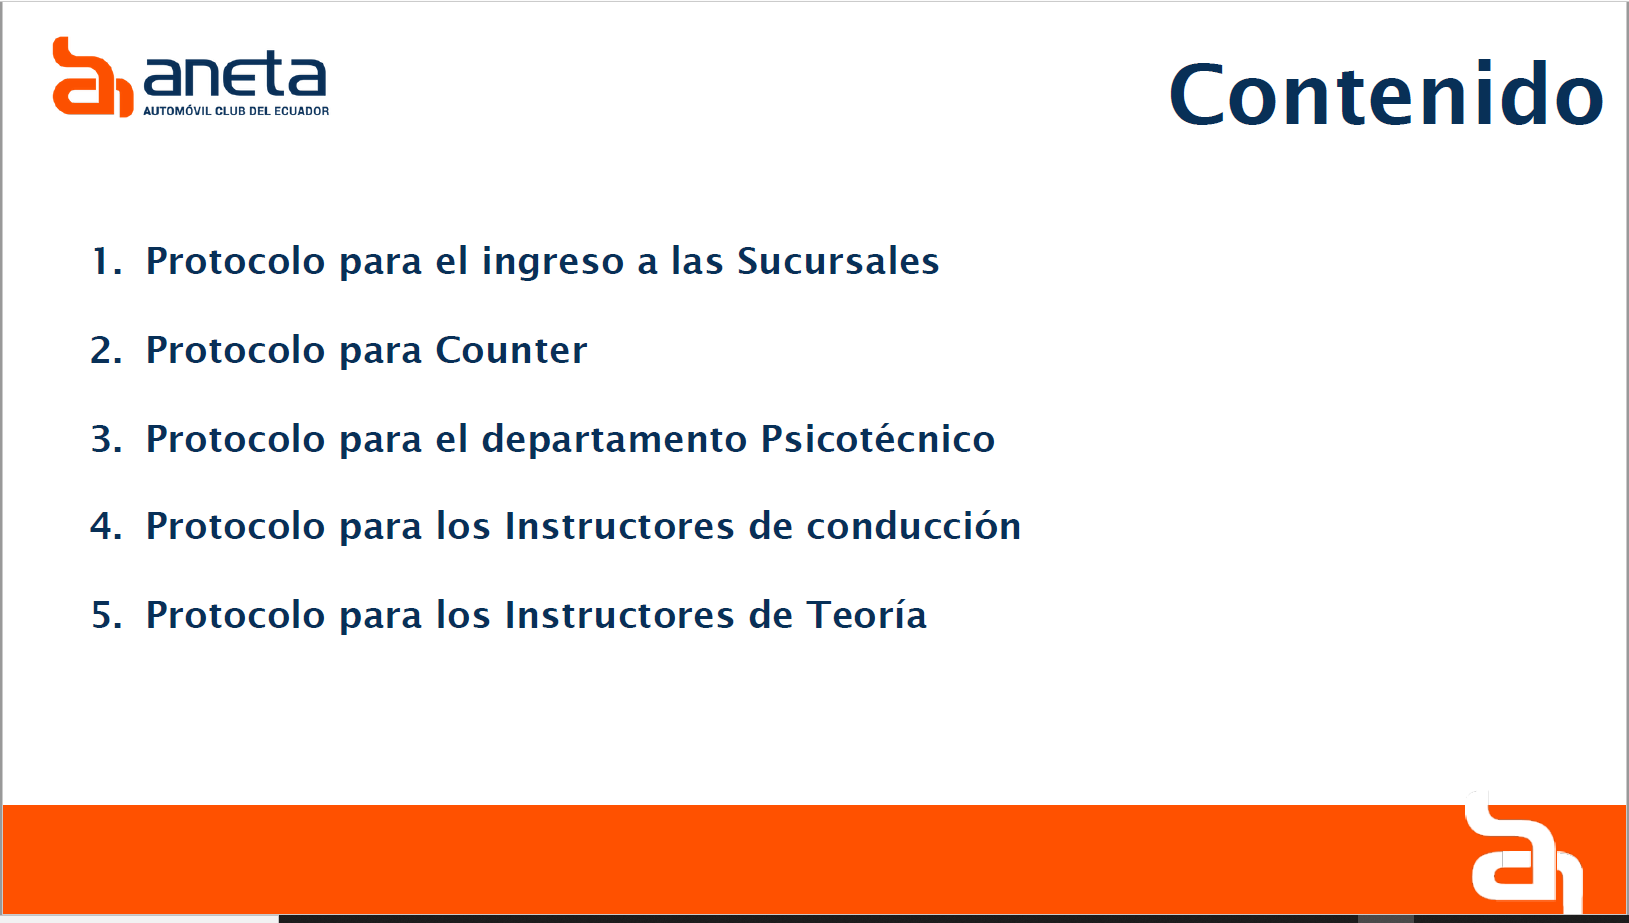 aneta
AUTOMÓVIL CLUB DEL ECUADOR
Contenido
1. Protocolo para el ingreso a las Sucursales
2. Protocolo para Counter
3. Protocolo para el departamento Psicotécnico
4. Protocolo para los Instructores de conducción
5. Protocolo para los Instructores de Teoría